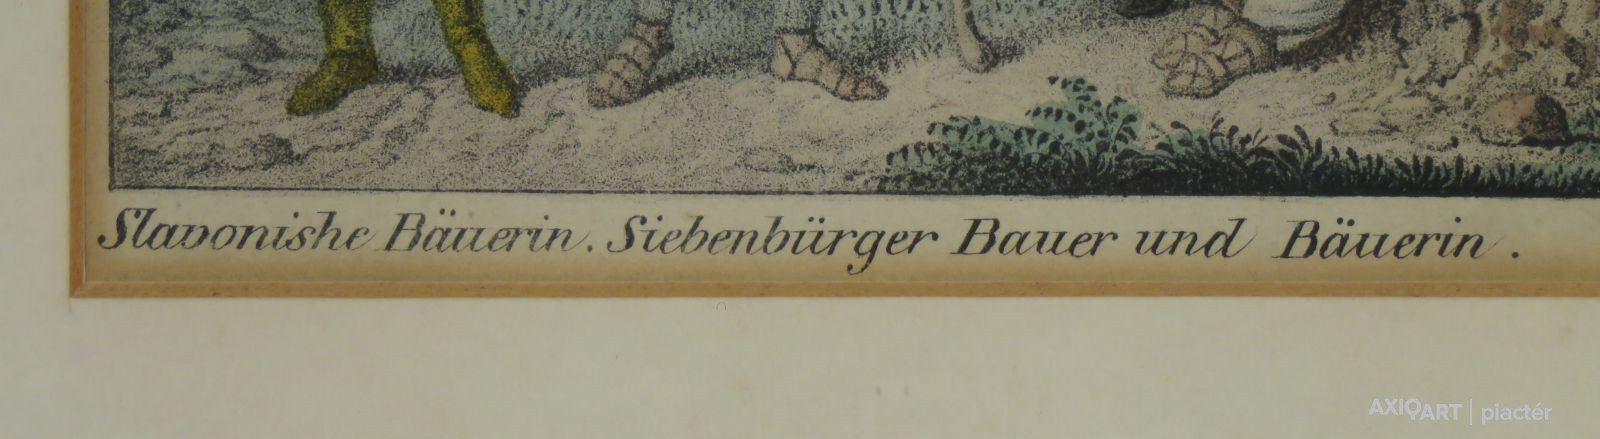 Slavonishe Bäuerin. Siebenbürger Bauer und Bäuerin.
AXIOART | piactér